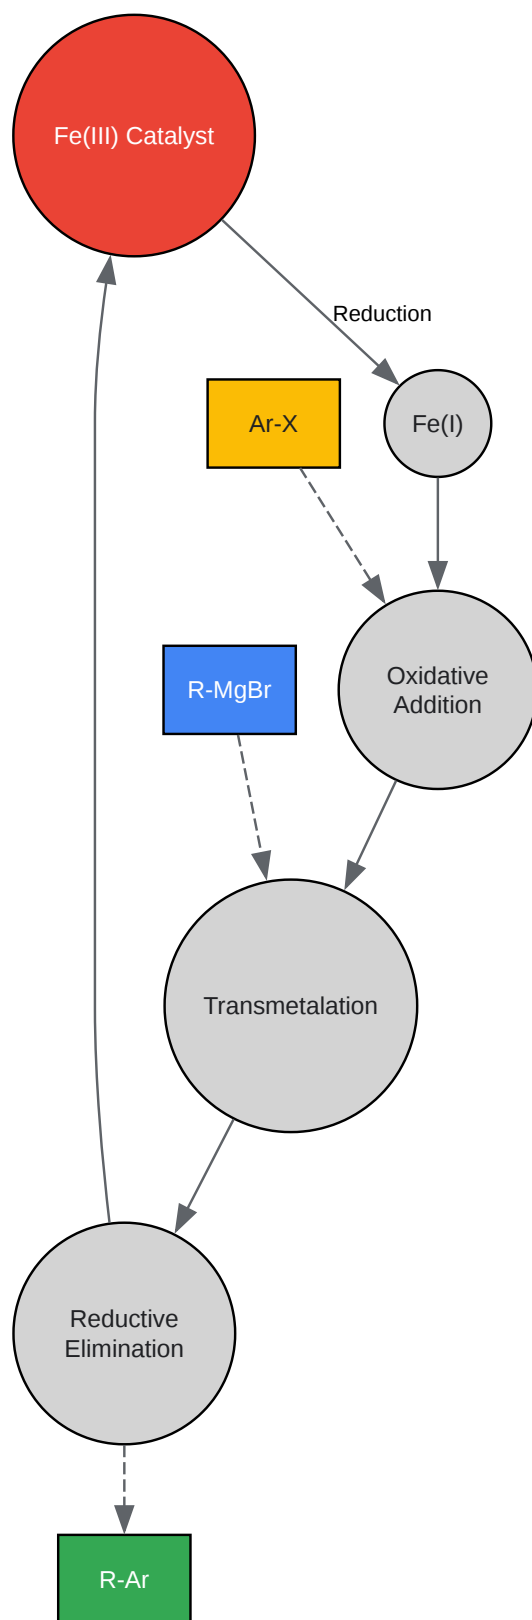 Fe(III) Catalyst
Reduction
Ar-X
Fe(I)
Oxidative
Addition
R-MgBr
Transmetalation
Reductive
Elimination
R-Ar